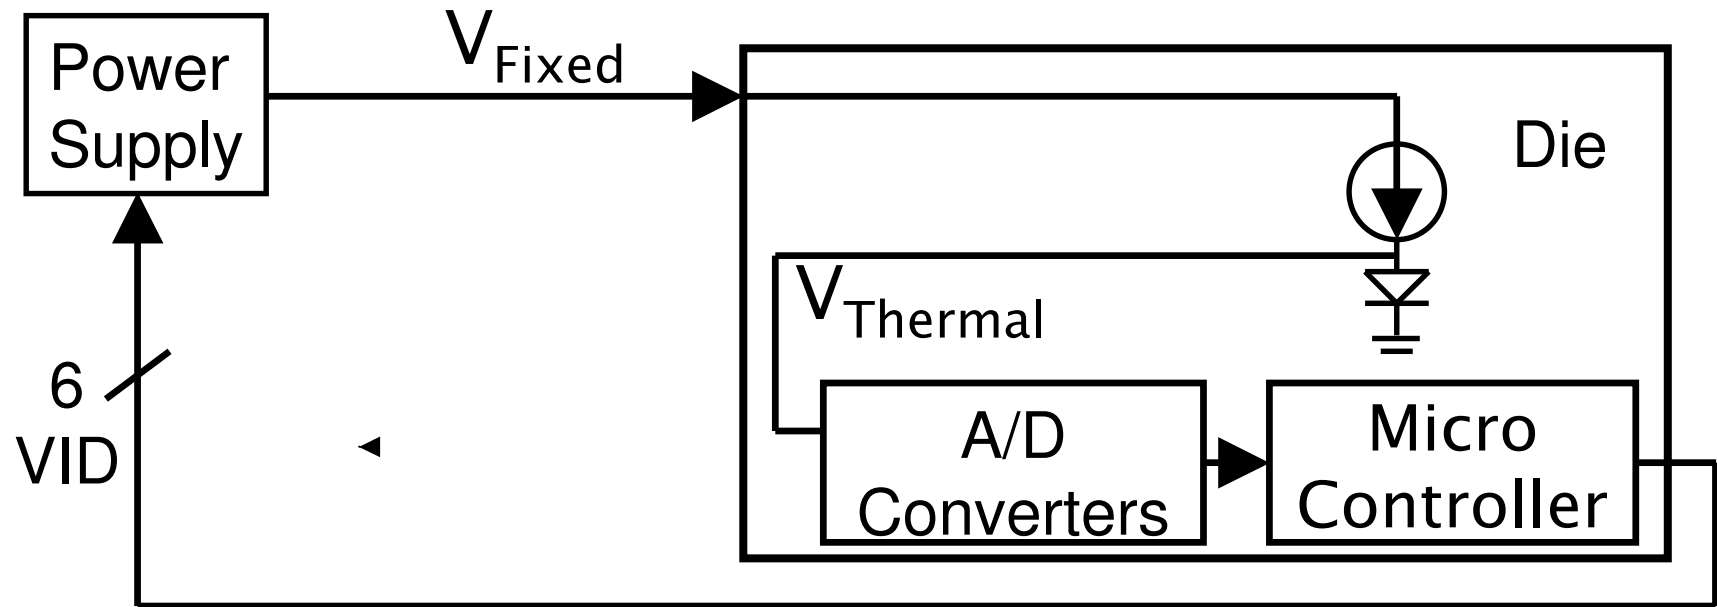 Power
Supply
VFixed
Die
VThermal
6
VID
A/D
Converters
Micro
Controller